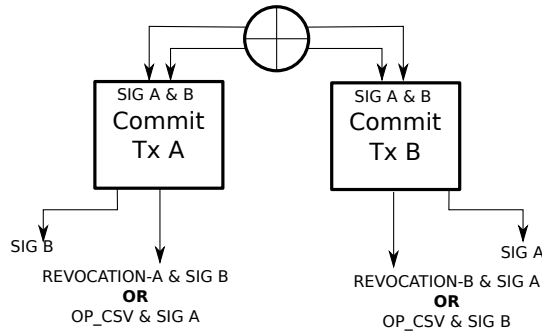 SIG A & B
Commit
Tx A
SIG A & B
Commit
Tx B
SIG B
REVOCATION-A & SIG B
OR
OP_CSV & SIG A
SIG A
REVOCATION-B & SIG A
OR
OP_CSV & SIG B